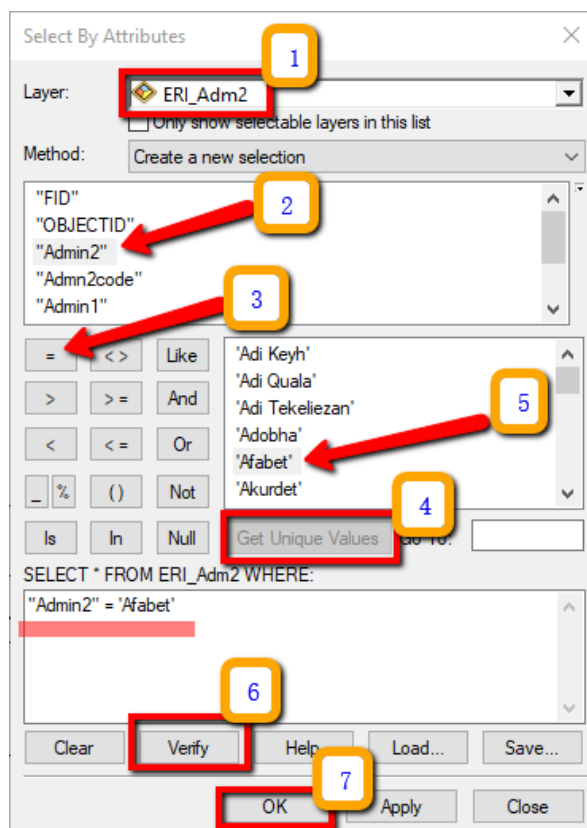 Select By Attributes
1
Layer:
ERI_Adm2
Only show selectable layers in this list
Method:
Create a new selection
"FID"
2
"OBJECTID"
"Admin2"
"Admn2code"
3
"Admin1"
= <> Like
'Adi Keyh'
'Adi Quala'
> >= And
'Adi Tekeliezan'
5
'Adobha'
< <= Or
'Afabet'
_ % () Not
'Akurdet'
4
Is In Null
Get Unique Values Go To:
SELECT * FROM ERI_Adm2 WHERE:
"Admin2" = 'Afabet'
6
Clear Verify Help Load... Save...
7
OK Apply Close